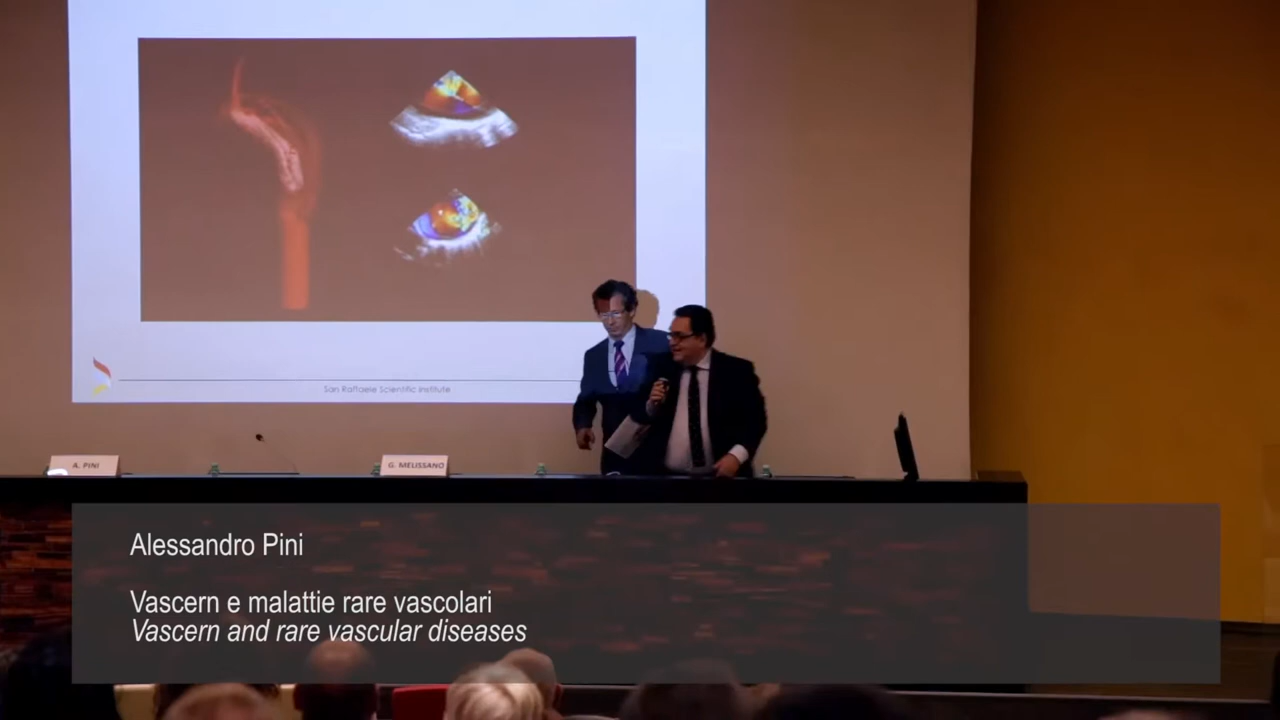 San Raffaele Scientific Institute
A. PINI
G. MELISSANO
Alessandro Pini
Vascern e malattie rare vascolari
Vascern and rare vascular diseases